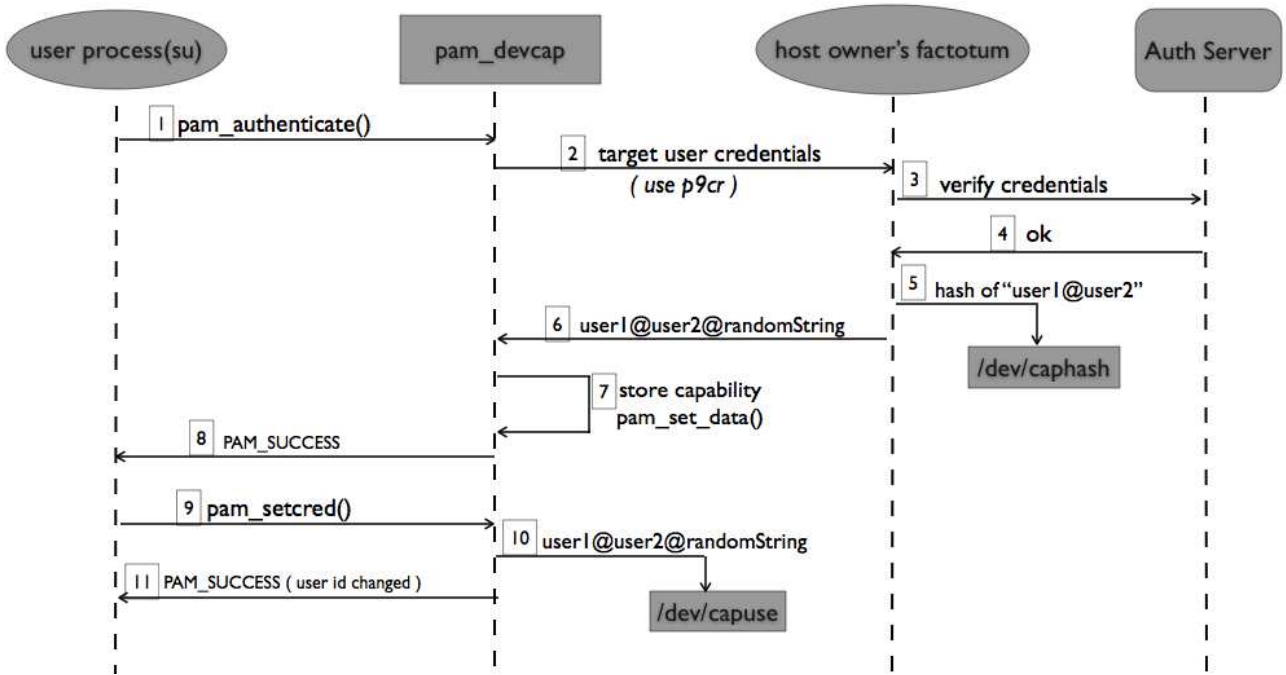 user process(su)
pam_devcap
host owner's factotum
Auth Server
1 pam_authenticate()
2 target user credentials
( use p9cr )
3 verify credentials
4 ok
5 hash of "user1@user2"
6 user1@user2@randomString
/dev/caphash
7 store capability
pam_set_data()
8 PAM_SUCCESS
9 pam_setcred()
10 user1@user2@randomString
11 PAM_SUCCESS ( user id changed )
/dev/capuse